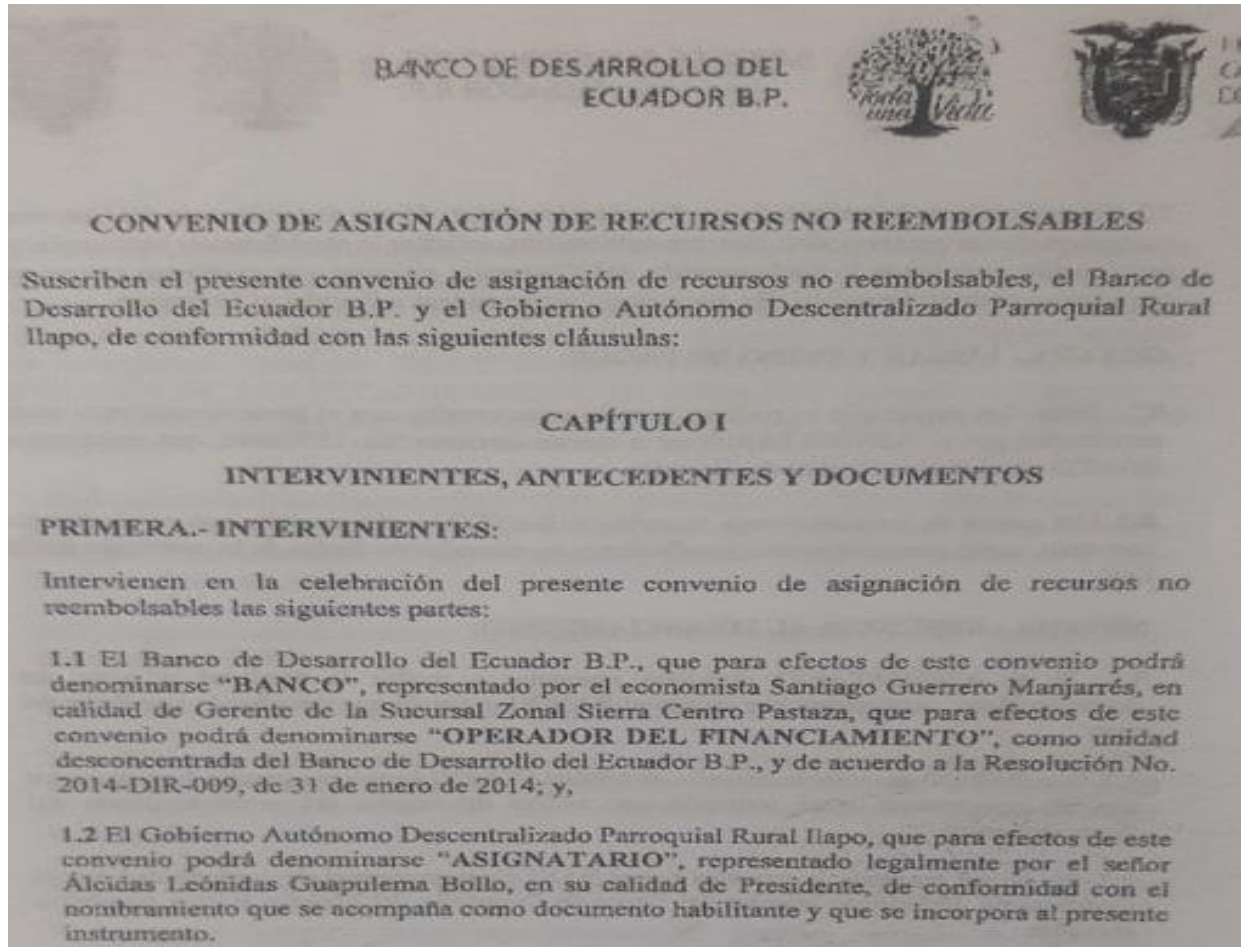 BANCO DE DESARROLLO DEL
ECUADOR B.P.
Toda
una Vida
CONVENIO DE ASIGNACIÓN DE RECURSOS NO REEMBOLSABLES
Suscriben el presente convenio de asignación de recursos no reembolsables, el Banco de
Desarrollo del Ecuador B.P. y el Gobierno Autónomo Descentralizado Parroquial Rural
Ilapo, de conformidad con las siguientes cláusulas:
CAPÍTULO I
INTERVINIENTES, ANTECEDENTES Y DOCUMENTOS
PRIMERA.- INTERVINIENTES:
Intervienen en la celebración del presente convenio de asignación de recursos no
reembolsables las siguientes partes:
1.1 El Banco de Desarrollo del Ecuador B.P., que para efectos de este convenio podrá
denominarse "BANCO", representado por el economista Santiago Guerrero Manjarrés, en
calidad de Gerente de la Sucursal Zonal Sierra Centro Pastaza, que para efectos de este
convenio podrá denominarse "OPERADOR DEL FINANCIAMIENTO", como unidad
desconcentrada del Banco de Desarrollo del Ecuador B.P., y de acuerdo a la Resolución No.
2014-DIR-009, de 31 de enero de 2014; y,
1.2 El Gobierno Autónomo Descentralizado Parroquial Rural Ilapo, que para efectos de este
convenio podrá denominarse "ASIGNATARIO", representado legalmente por el señor
Álcidas Leónidas Guapulema Bollo, en su calidad de Presidente, de conformidad con el
nombramiento que se acompaña como documento habilitante y que se incorpora al presente
instrumento.